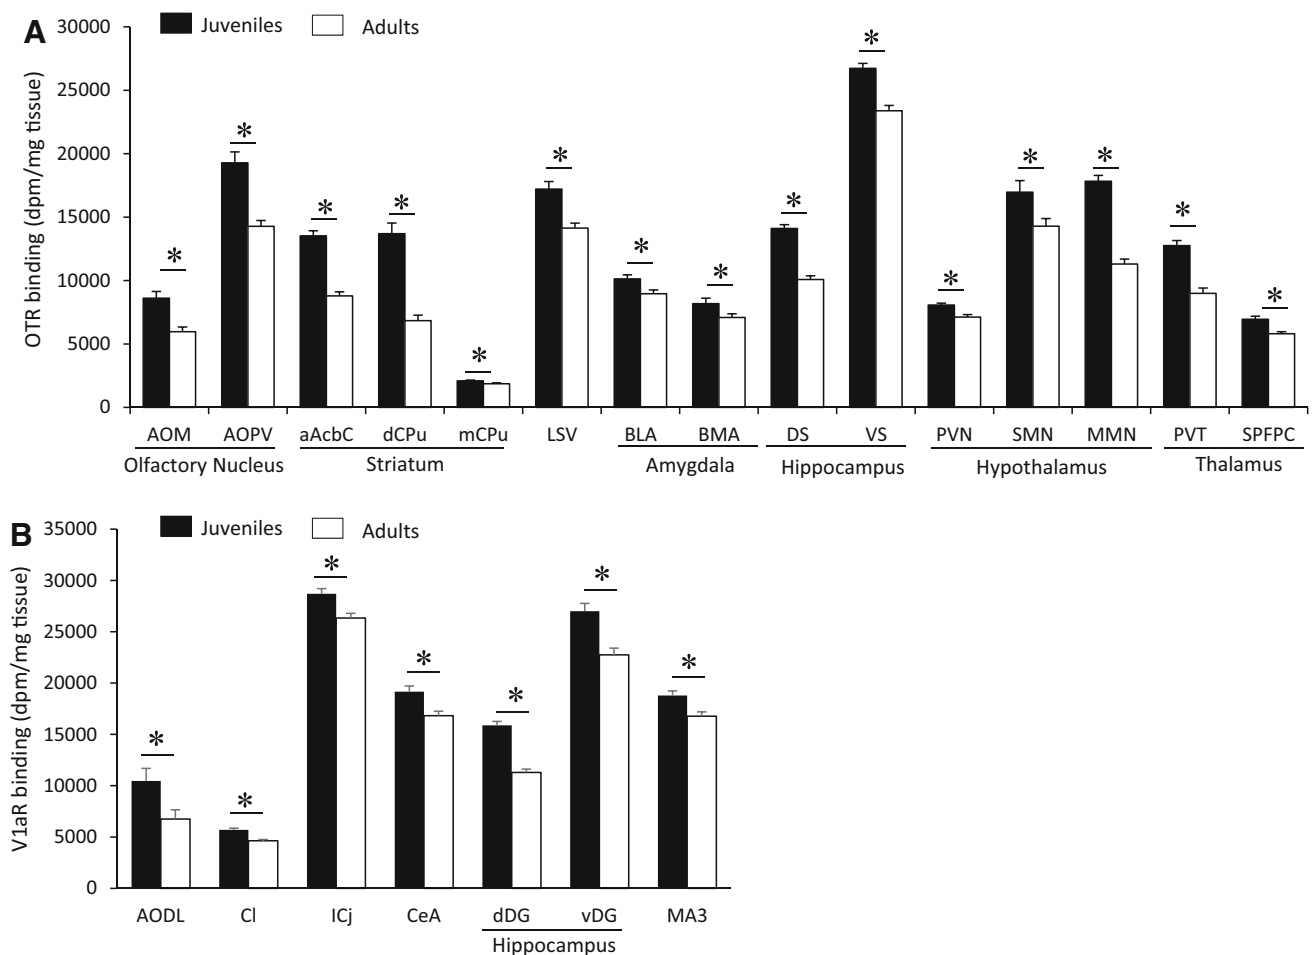 A
Juveniles
Adults
OTR binding (dpm/mg tissue)
30000
25000
20000
15000
10000
5000
0
* * * * * * * * * * * * * * *
AOM AOPV aAcbC dCPu mCPu LSV BLA BMA DS VS PVN SMN MMN PVT SPFPC
Olfactory Nucleus Striatum Amygdala Hippocampus Hypothalamus Thalamus
B
Juveniles
Adults
V1aR binding (dpm/mg tissue)
35000
30000
25000
20000
15000
10000
5000
0
* * * * * * *
AODL Cl ICj CeA dDG vDG MA3
Hippocampus